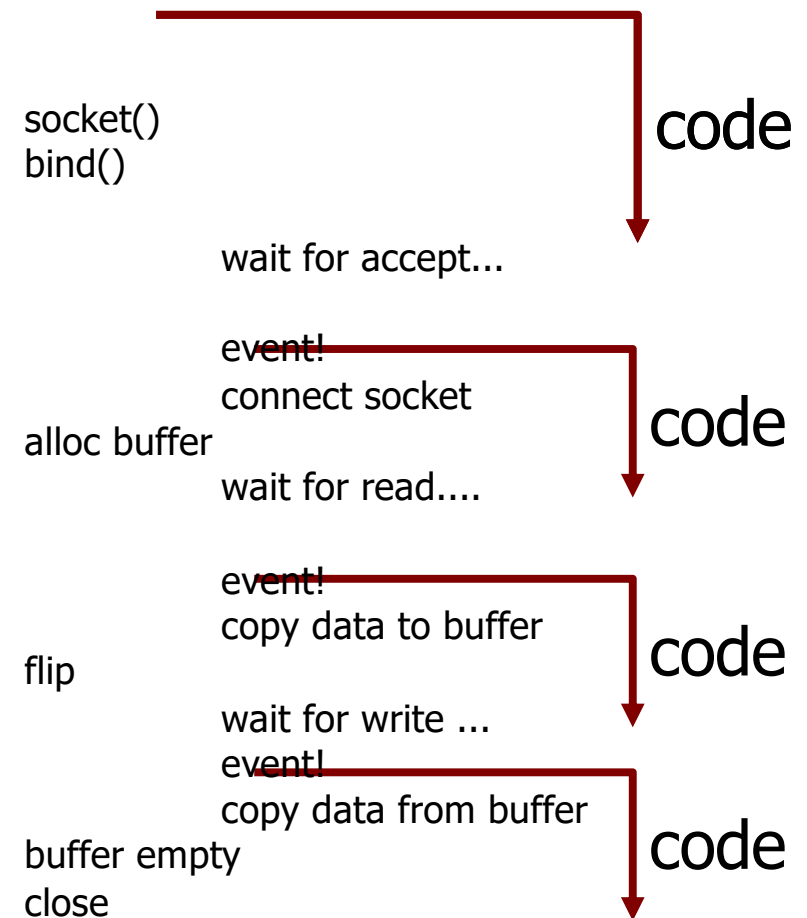 code
socket()
bind()
wait for accept...
event!
connect socket
code
alloc buffer
wait for read....
event!
copy data to buffer
code
flip
wait for write ...
event!
copy data from buffer
code
buffer empty
close